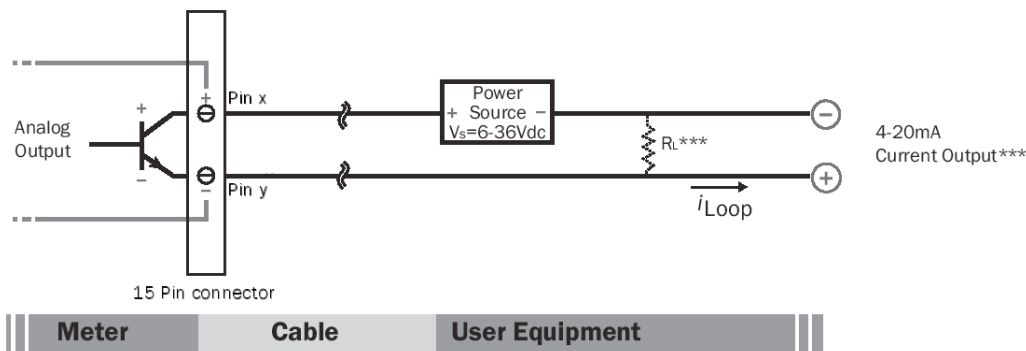 +
Pin x
Analog
Output
+
−
−
Pin y
Power
+ Source −
Vs=6-36Vdc
RL***
−
+
iLoop
4-20mA
Current Output***
15 Pin connector
Meter
Cable
User Equipment